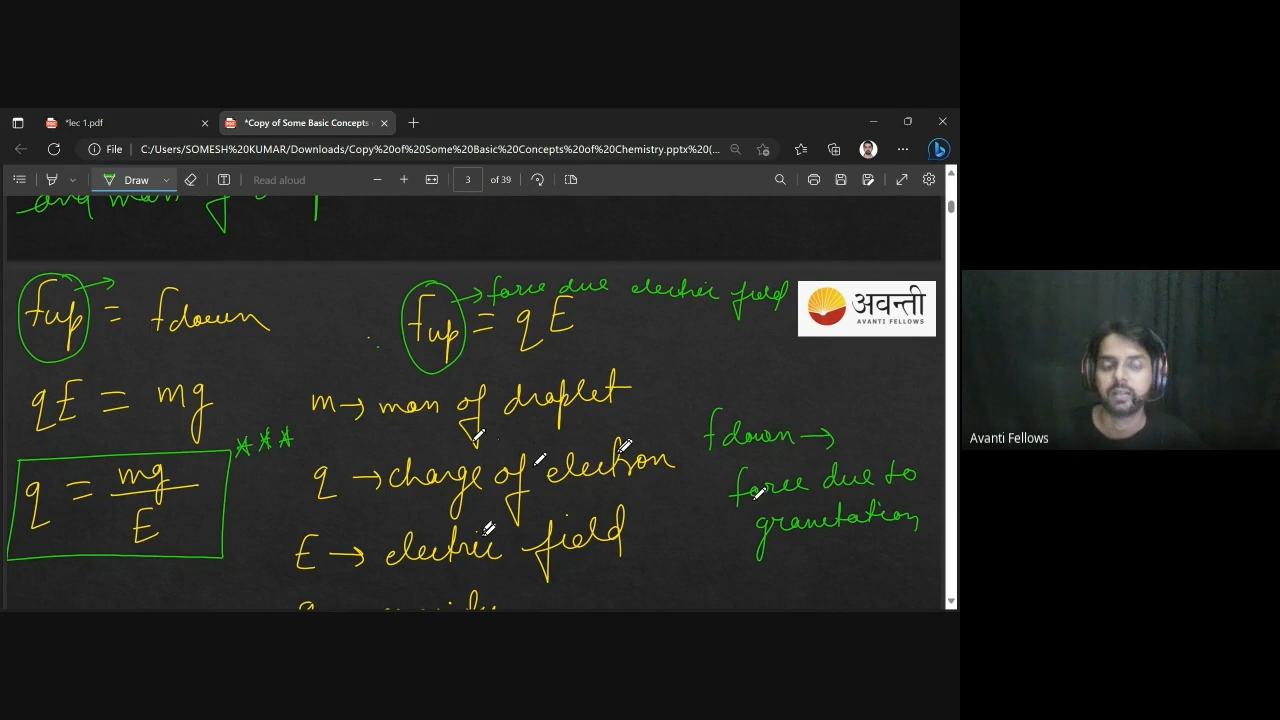 *lec 1.pdf
*Copy of Some Basic Concepts
File
C:/Users/SOMESH%20KUMAR/Downloads/Copy%20of%20Some%20Basic%20Concepts%20of%20Chemistry.pptx%20(...
Draw
Read aloud
3 of 39
fup = fdown
fup = qE
→ force due electric field
अवन्ती
AVANTI FELLOWS
qE = mg
m → mass of droplet
q = mg/E
***
q → charge of electron
fdown →
force due to
gravitation
E → electric field
Avanti Fellows